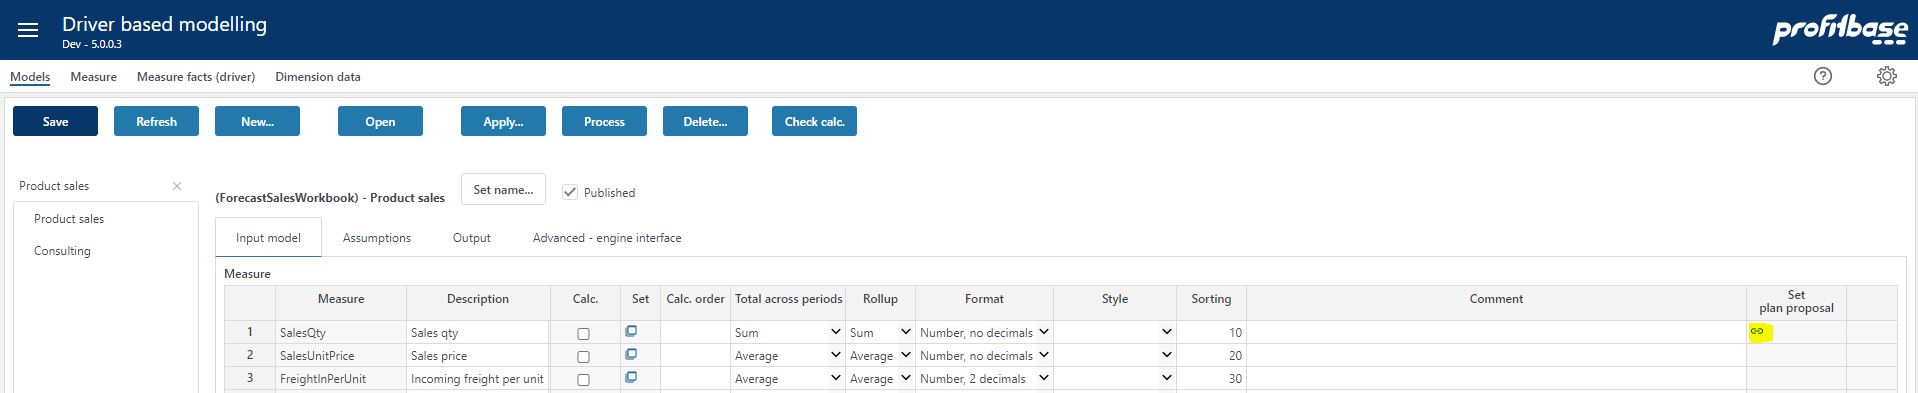 Driver based modelling
Dev - 5.0.0.3
profitbase
Models Measure Measure facts (driver) Dimension data
Save Refresh New... Open Apply... Process Delete... Check calc.
Product sales
Product sales
Consulting
(ForecastSalesWorkbook) - Product sales Set name... Published
Input model Assumptions Output Advanced - engine interface
Measure
Measure Description Calc. Set Calc. order Total across periods Rollup Format Style Sorting Comment Set
plan proposal
1 SalesQty Sales qty Sum Sum Number, no decimals 10
2 SalesUnitPrice Sales price Average Average Number, no decimals 20
3 FreightInPerUnit Incoming freight per unit Average Average Number, 2 decimals 30